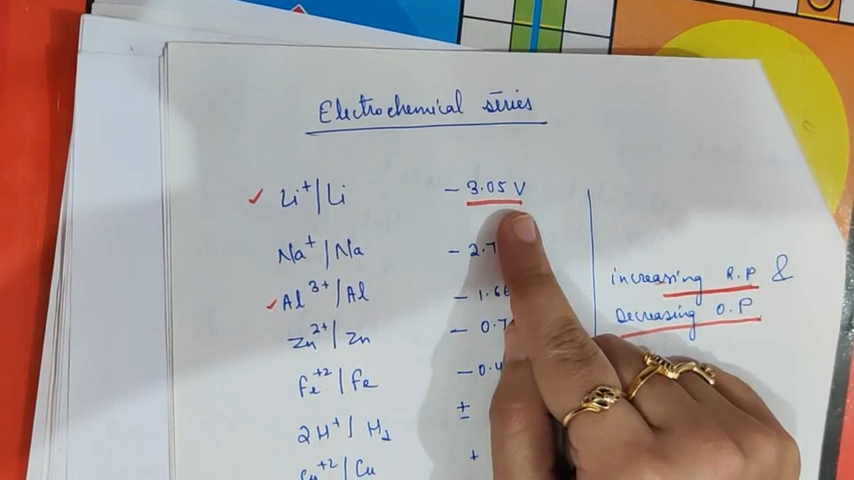 Electrochemical series
Li⁺/Li − 3.05 V
Na⁺/Na − 2.7
Al³⁺/Al − 1.66
Zn²⁺/Zn − 0.7
Fe⁺²/Fe − 0.4
2H⁺/H₂ ±
Cu⁺²/Cu +
increasing R.P &
Decreasing O.P.